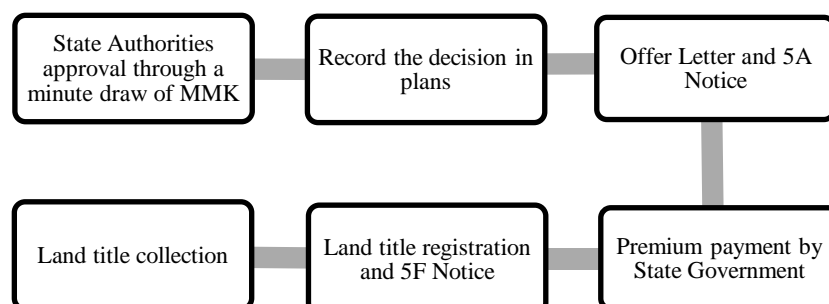 State Authorities
approval through a
minute draw of MMK
Record the decision in
plans
Offer Letter and 5A
Notice
Premium payment by
State Government
Land title registration
and 5F Notice
Land title collection